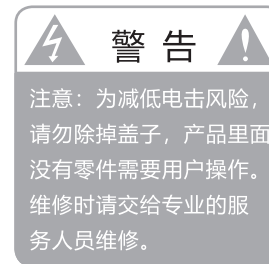 警 告
注意：为减低电击风险，
请勿除掉盖子，产品里面
没有零件需要用户操作。
维修时请交给专业的服
务人员维修。